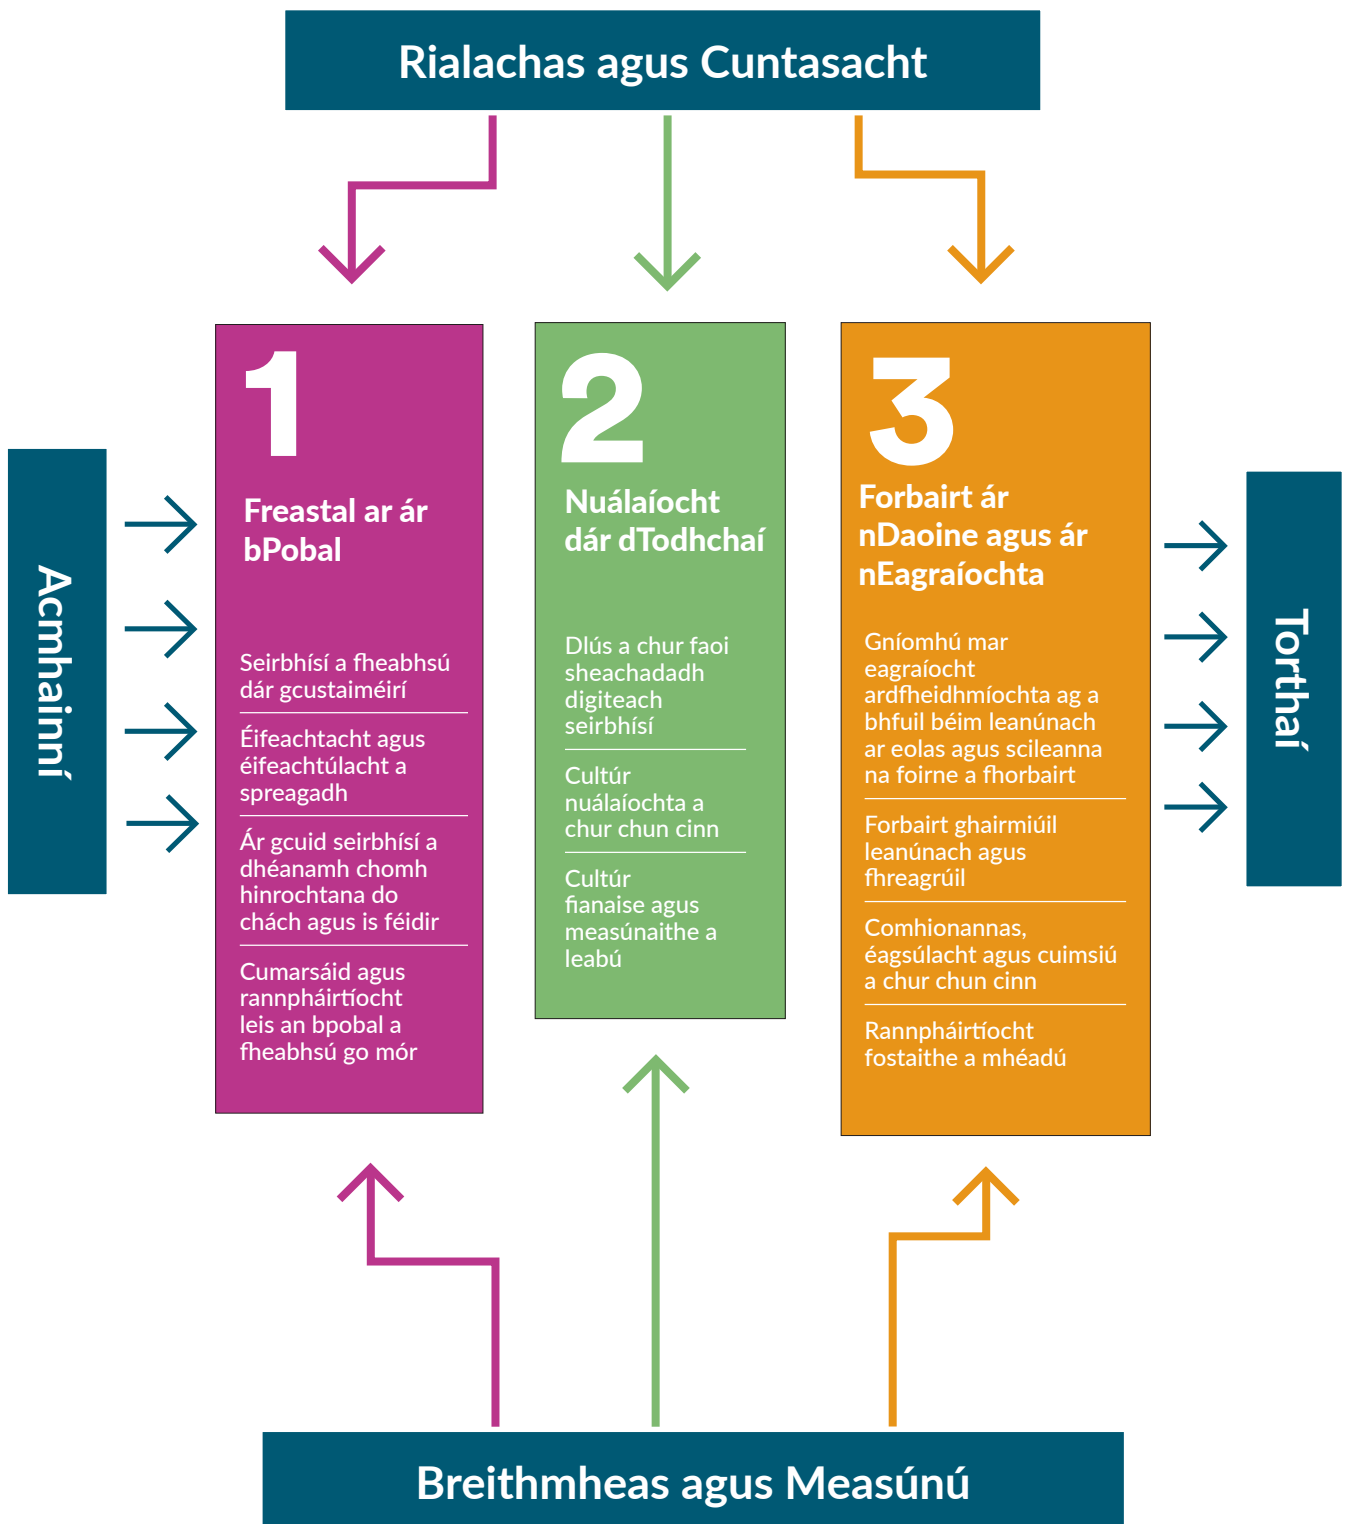 Rialachas agus Cuntasacht
Acmhainní
1
Freastal ar ár
bPobal
Seirbhísí a fheabhsú
dár gcustaiméirí
Éifeachtacht agus
éifeachtúlacht a
spreagadh
Ár gcuid seirbhísí a
dhéanamh chomh
hinrochtana do
chách agus is féidir
Cumarsáid agus
rannpháirtíocht
leis an bpobal a
fheabhsú go mór
2
Nuálaíocht
dár dTodhchaí
Dlús a chur faoi
sheachadadh
digiteach
seirbhísí
Cultúr
nuálaíochta a
chur chun cinn
Cultúr
fianaise agus
measúnaithe a
leabú
3
Forbairt ár
nDaoine agus ár
nEagraíochta
Gníomhú mar
eagraíocht
ardfheidhmíochta ag a
bhfuil béim leanúnach
ar eolas agus scileanna
na foirne a fhorbairt
Forbairt ghairmiúil
leanúnach agus
fhreagrúil
Comhionannas,
éagsúlacht agus cuimsiú
a chur chun cinn
Rannpháirtíocht
fostaithe a mhéadú
Torthaí
Breithmheas agus Measúnú